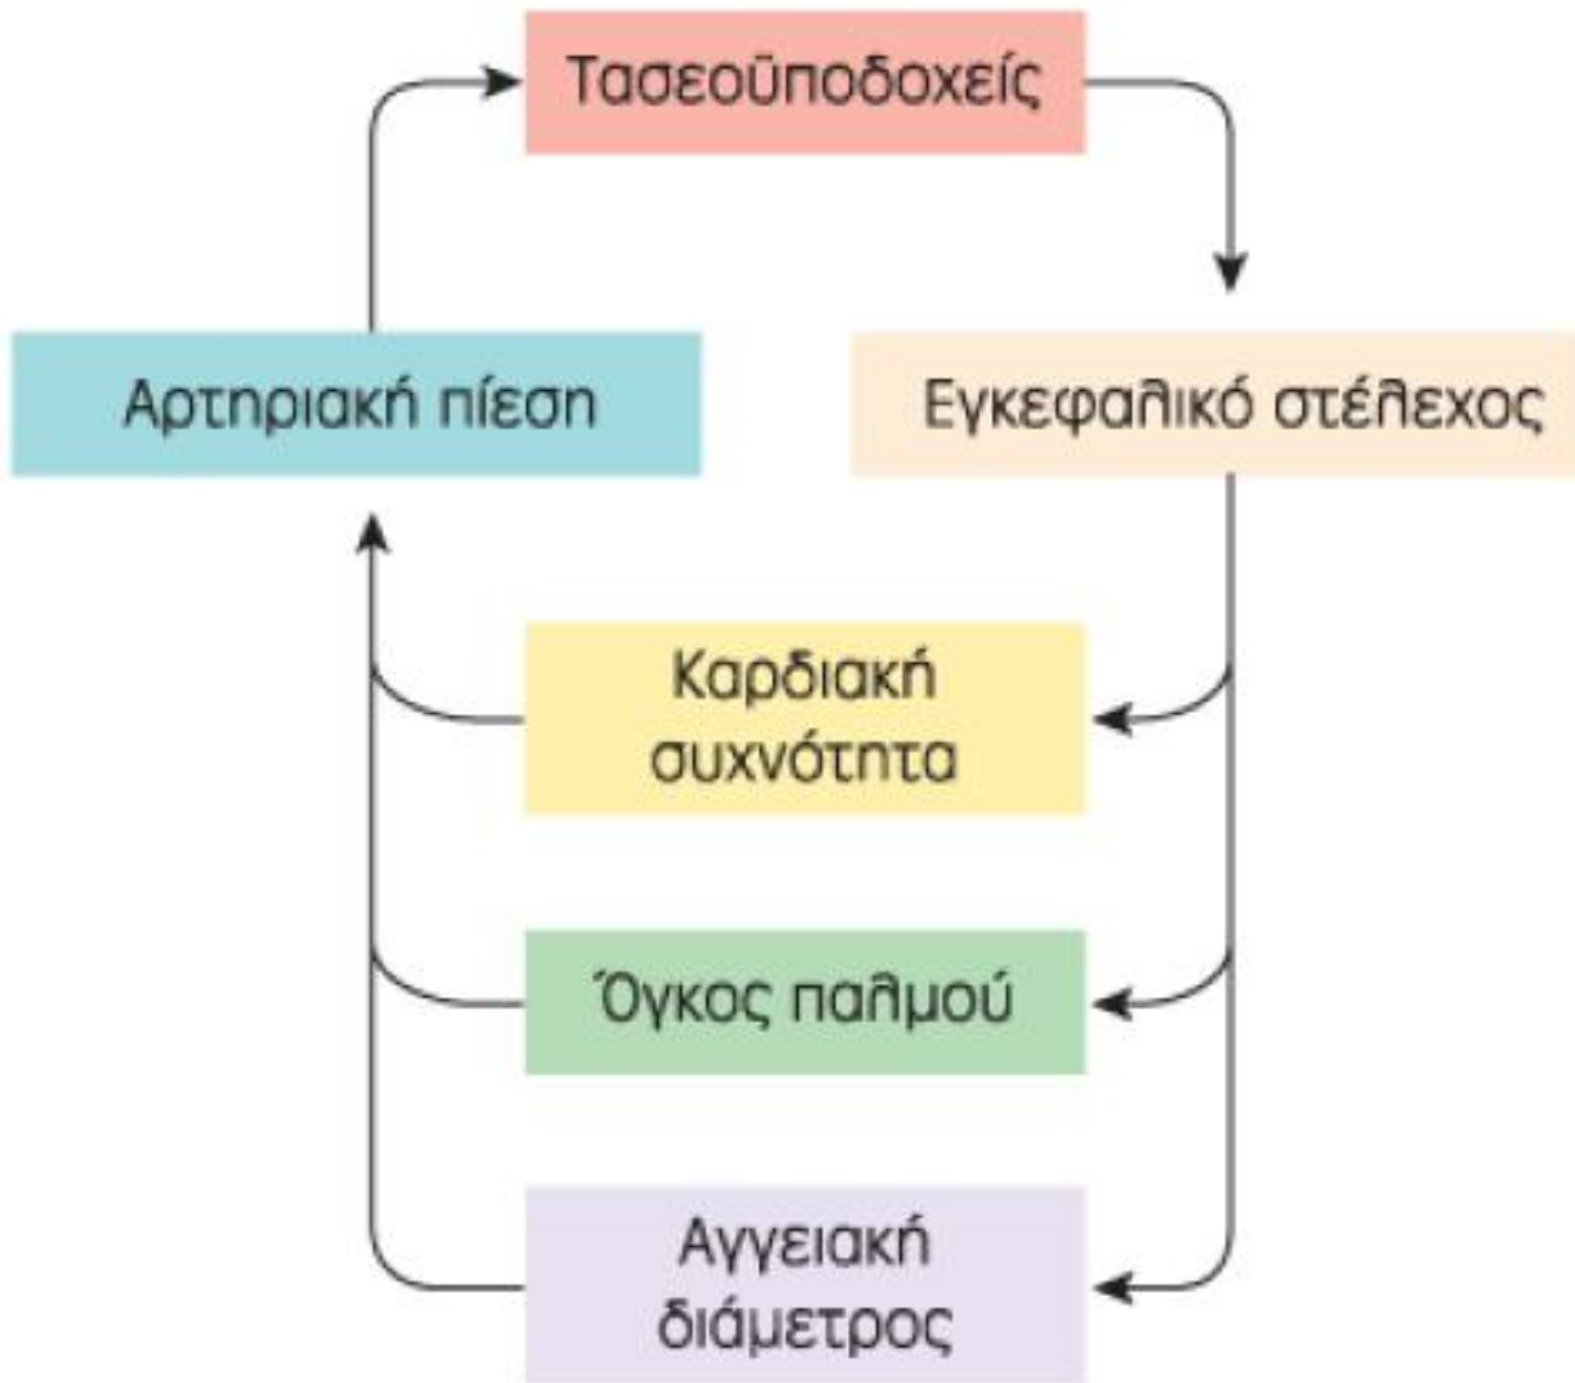 Τασεοϋποδοχείς
Αρτηριακή πίεση
Εγκεφαλικό στέλεχος
Καρδιακή
συχνότητα
Όγκος παλμού
Αγγειακή
διάμετρος